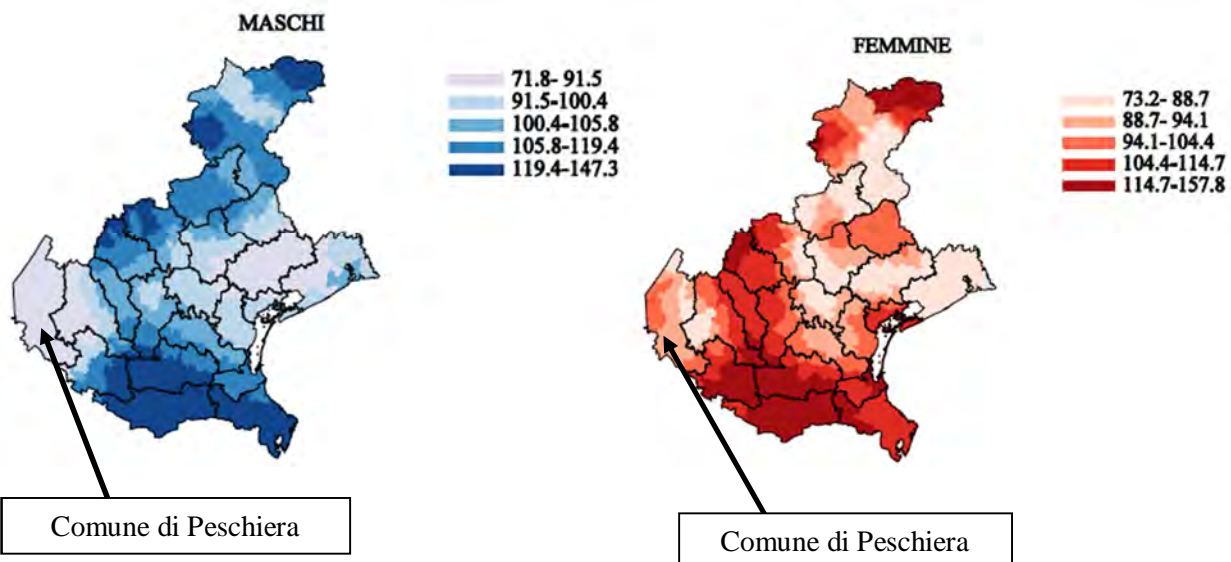 MASCHI
71.8- 91.5
91.5-100.4
100.4-105.8
105.8-119.4
119.4-147.3
Comune di Peschiera
FEMMINE
73.2- 88.7
88.7- 94.1
94.1-104.4
104.4-114.7
114.7-157.8
Comune di Peschiera